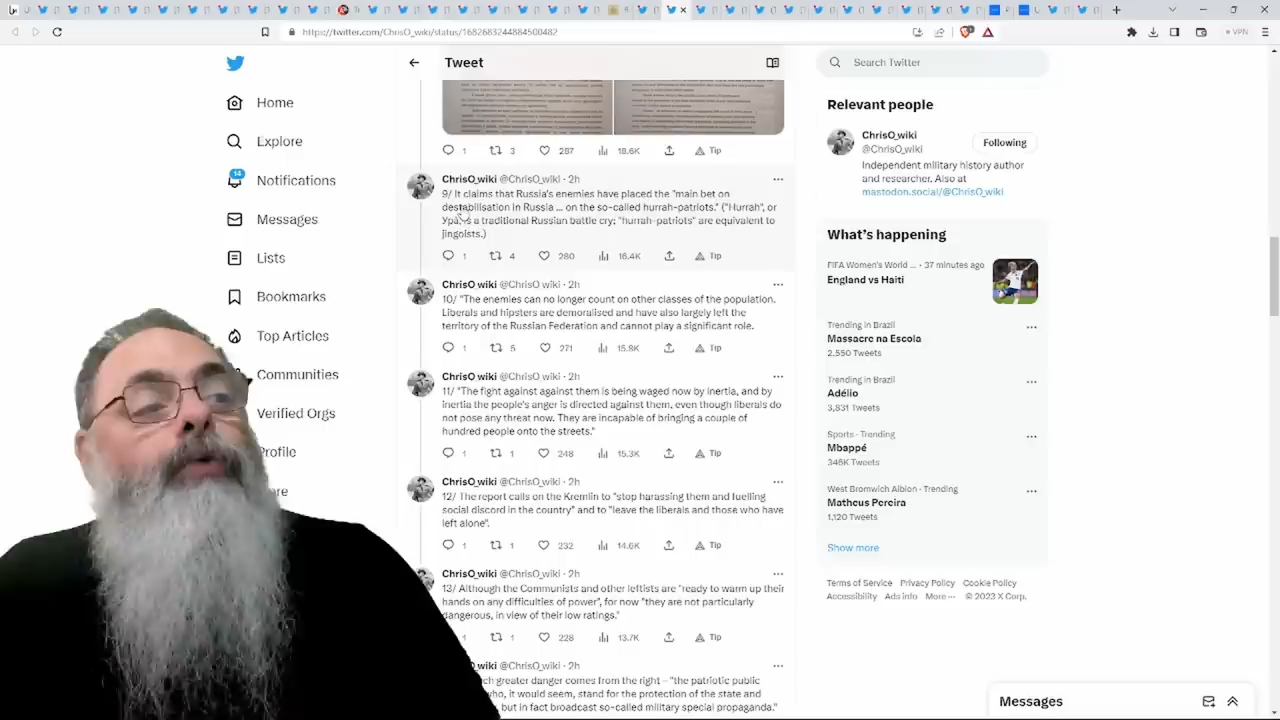 https://twitter.com/ChrisO_wiki/status/1682683244884500482
VPN
Home
Explore
14
Notifications
Messages
Lists
Bookmarks
Top Articles
Communities
Verified Orgs
Profile
Tweet
1 3 287 18.6K Tip
ChrisO_wiki @ChrisO_wiki · 2h
9/ It claims that Russia's enemies have placed the "main bet on
destabilisation in Russia ... on the so-called hurrah-patriots." ("Hurrah", or
a traditional Russian battle cry; "hurrah-patriots" are equivalent to
jingoists.)
1 4 280 16.4K Tip
ChrisO_wiki @ChrisO_wiki · 2h
10/ "The enemies can no longer count on other classes of the population.
Liberals and hipsters are demoralised and have also largely left the
territory of the Russian Federation and cannot play a significant role.
1 5 271 15.8K Tip
ChrisO_wiki @ChrisO_wiki · 2h
11/ "The fight against against them is being waged now by inertia, and by
inertia the people's anger is directed against them, even though liberals do
not pose any threat now. They are incapable of bringing a couple of
hundred people onto the streets."
1 1 248 15.3K Tip
ChrisO_wiki @ChrisO_wiki · 2h
12/ The report calls on the Kremlin to "stop harassing them and fuelling
social discord in the country" and to "leave the liberals and those who have
left alone".
1 1 232 14.6K Tip
ChrisO_wiki @ChrisO_wiki · 2h
13/ Although the Communists and other leftists are "ready to warm up their
hands on any difficulties of power", for now "they are not particularly
dangerous, in view of their low ratings."
1 1 228 13.7K Tip
_wiki @ChrisO_wiki · 2h
ch greater danger comes from the right – "the patriotic public
who, it would seem, stand for the protection of the state and
but in fact broadcast so-called military special propaganda."
Search Twitter
Relevant people
ChrisO_wiki
@ChrisO_wiki
Following
Independent military history author
and researcher. Also at
mastodon.social/@ChrisO_wiki
What's happening
FIFA Women's World ... · 37 minutes ago
England vs Haiti
Trending in Brazil
Massacre na Escola
2,550 Tweets
Trending in Brazil
Adélio
3,831 Tweets
Sports · Trending
Mbappé
346K Tweets
West Bromwich Albion · Trending
Matheus Pereira
1,120 Tweets
Show more
Terms of Service Privacy Policy Cookie Policy
Accessibility Ads info More ··· © 2023 X Corp.
Messages